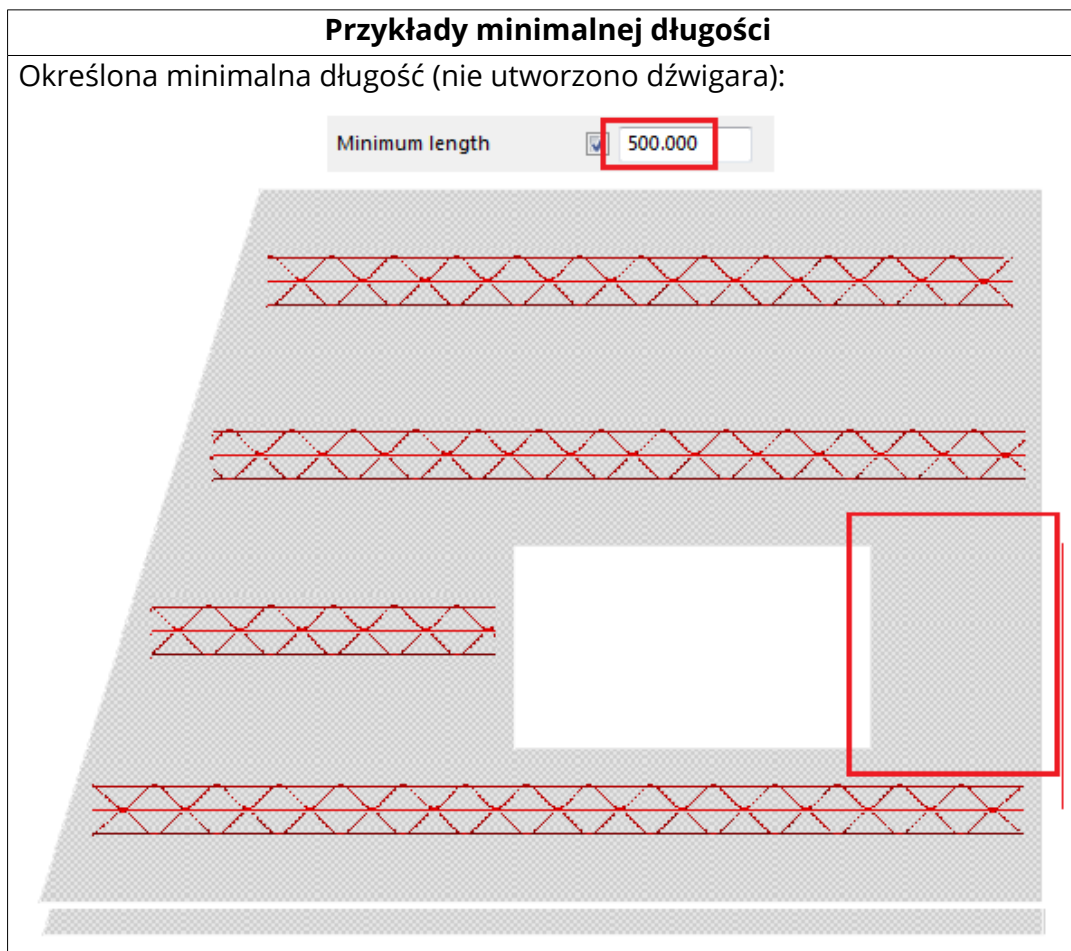 Przykłady minimalnej długości
Określona minimalna długość (nie utworzono dźwigara):
Minimum length 500.000